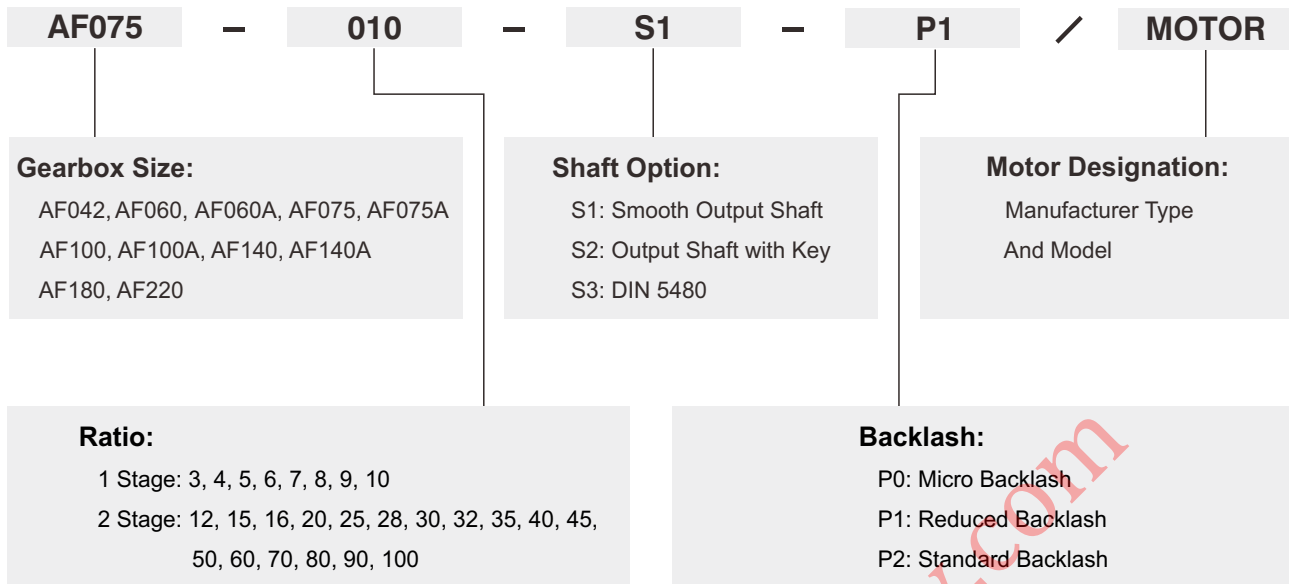 AF075 – 010 – S1 – P1 / MOTOR
Gearbox Size:
AF042, AF060, AF060A, AF075, AF075A
AF100, AF100A, AF140, AF140A
AF180, AF220
Shaft Option:
S1: Smooth Output Shaft
S2: Output Shaft with Key
S3: DIN 5480
Motor Designation:
Manufacturer Type
And Model
Ratio:
1 Stage: 3, 4, 5, 6, 7, 8, 9, 10
2 Stage: 12, 15, 16, 20, 25, 28, 30, 32, 35, 40, 45,
50, 60, 70, 80, 90, 100
Backlash:
P0: Micro Backlash
P1: Reduced Backlash
P2: Standard Backlash
.com